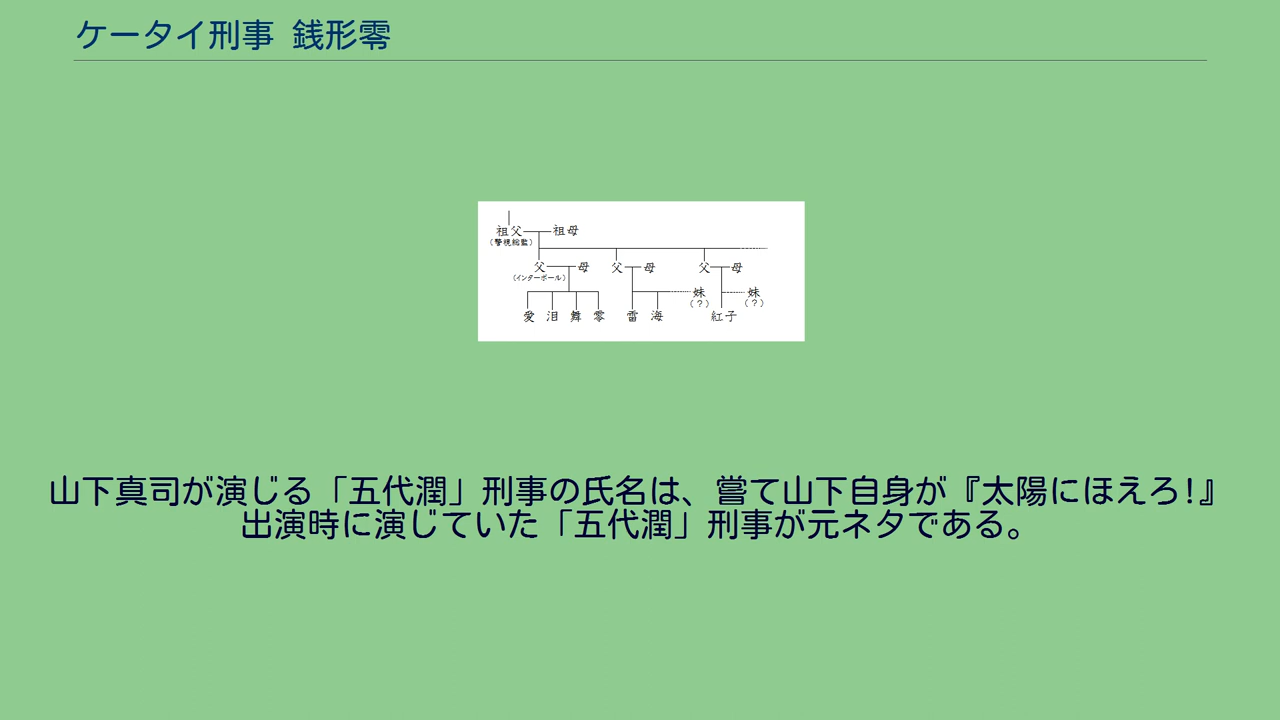 ケータイ刑事 銭形零
祖父 祖母
(警視総監)
父 母 父 母 父 母
(インターポール)
妹 妹
(?) (?)
愛 泪 舞 零 雷 海 紅子
山下真司が演じる「五代潤」刑事の氏名は、嘗て山下自身が『太陽にほえろ!』
出演時に演じていた「五代潤」刑事が元ネタである。